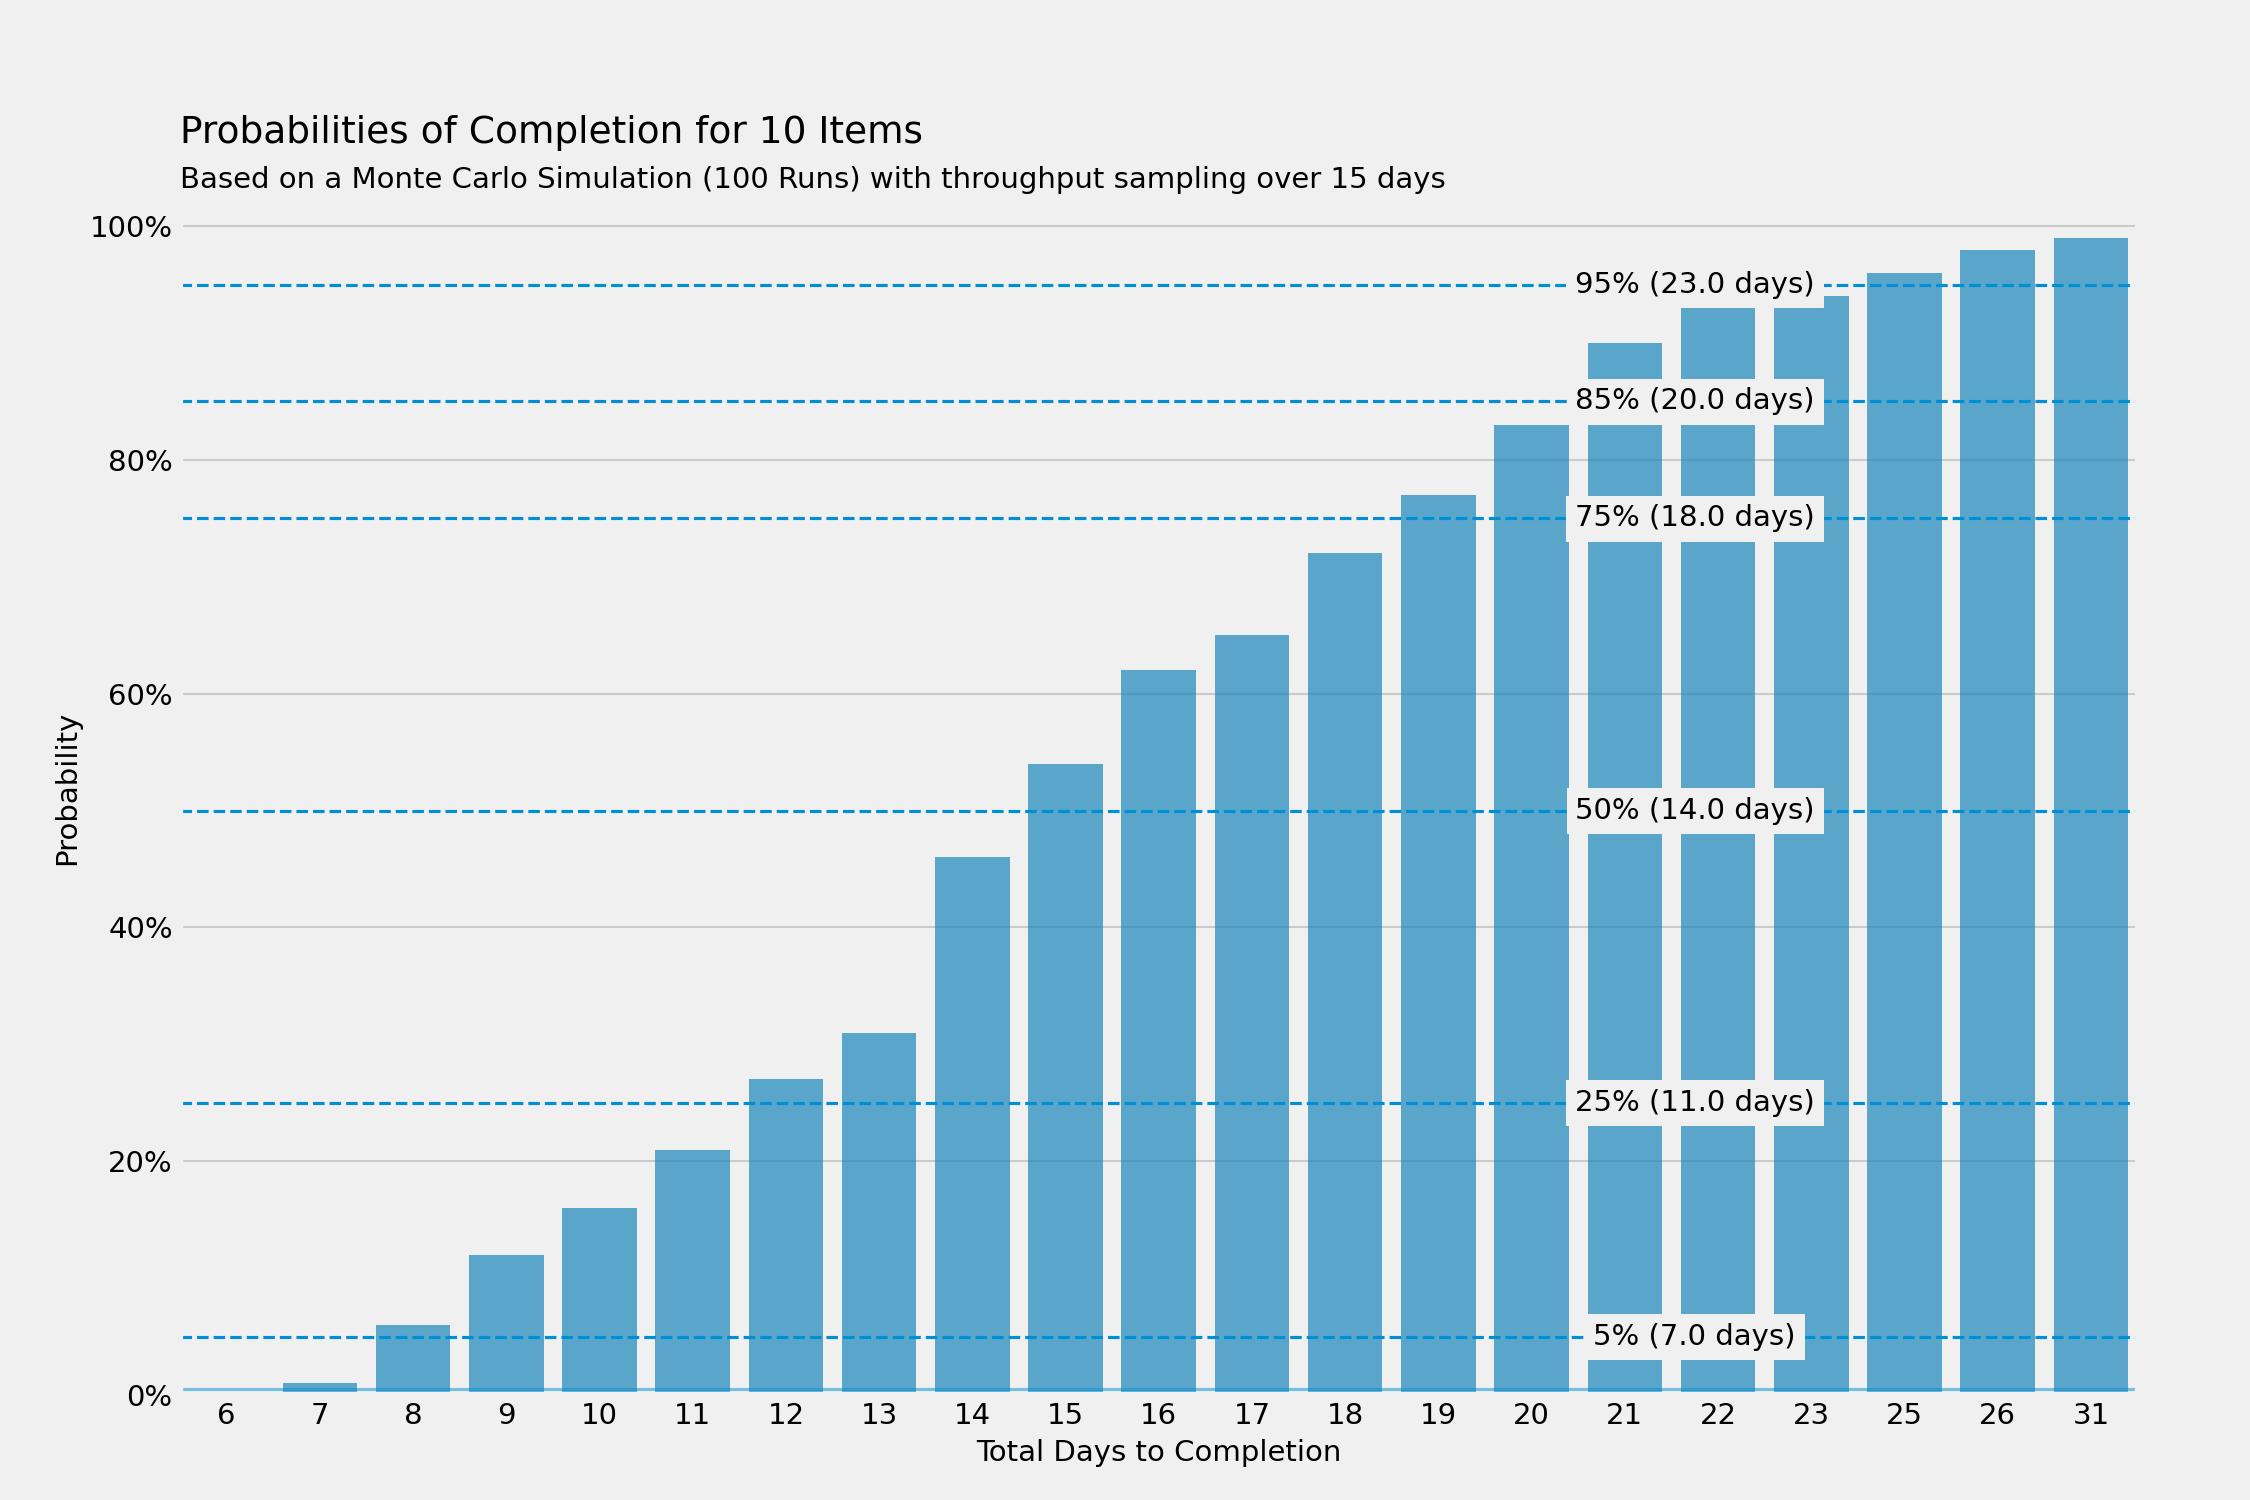 Probabilities of Completion for 10 Items
Based on a Monte Carlo Simulation (100 Runs) with throughput sampling over 15 days
100%
95% (23.0 days)
85% (20.0 days)
80%
75% (18.0 days)
60%
Probability
50% (14.0 days)
40%
25% (11.0 days)
20%
5% (7.0 days)
0%
6 7 8 9 10 11 12 13 14 15 16 17 18 19 20 21 22 23 25 26 31
Total Days to Completion